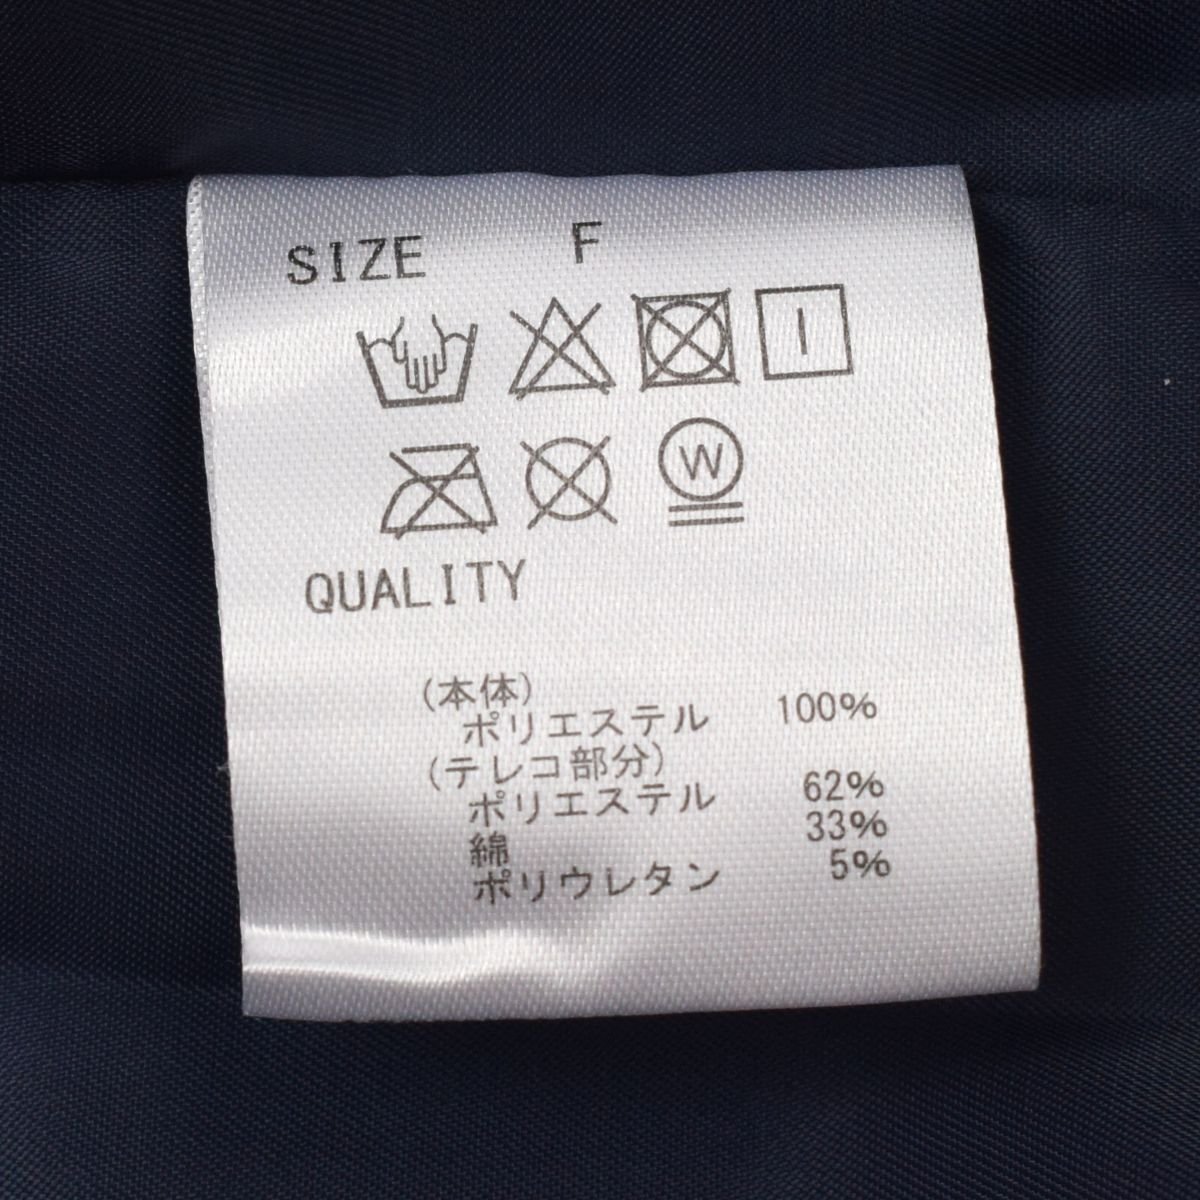 SIZE F
W
QUALITY
(本体)
ポリエステル 100%
(テレコ部分)
ポリエステル 62%
綿 33%
ポリウレタン 5%